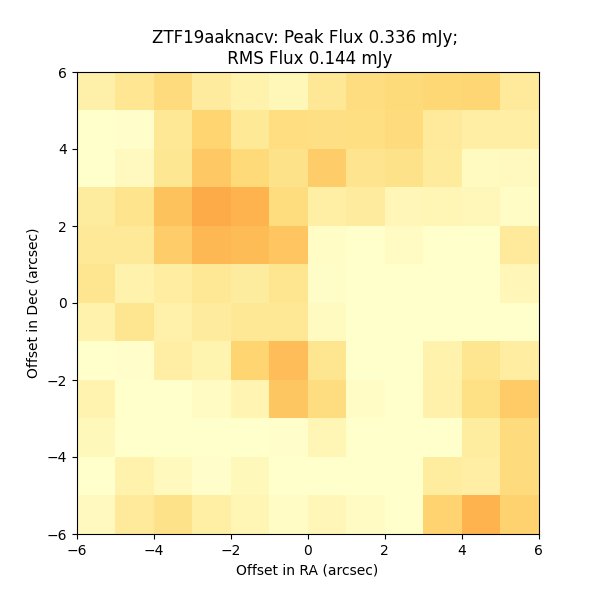 ZTF19aaknacv: Peak Flux 0.336 mJy;
RMS Flux 0.144 mJy
6
4
2
0
−2
−4
−6
Offset in Dec (arcsec)
−6 −4 −2 0 2 4 6
Offset in RA (arcsec)